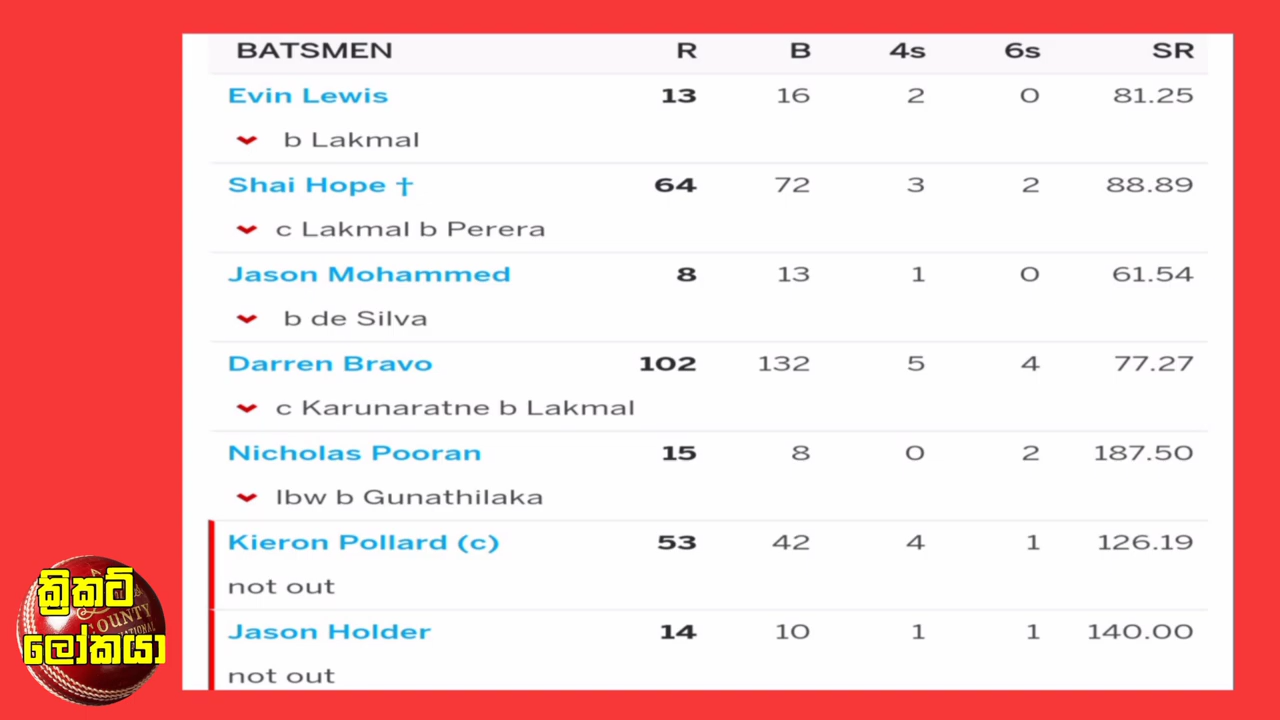 BATSMEN R B 4s 6s SR
Evin Lewis 13 16 2 0 81.25
b Lakmal
Shai Hope † 64 72 3 2 88.89
c Lakmal b Perera
Jason Mohammed 8 13 1 0 61.54
b de Silva
Darren Bravo 102 132 5 4 77.27
c Karunaratne b Lakmal
Nicholas Pooran 15 8 0 2 187.50
lbw b Gunathilaka
Kieron Pollard (c) 53 42 4 1 126.19
not out
Jason Holder 14 10 1 1 140.00
not out
ක්‍රිකට්
COUNTY
ලෝකයා